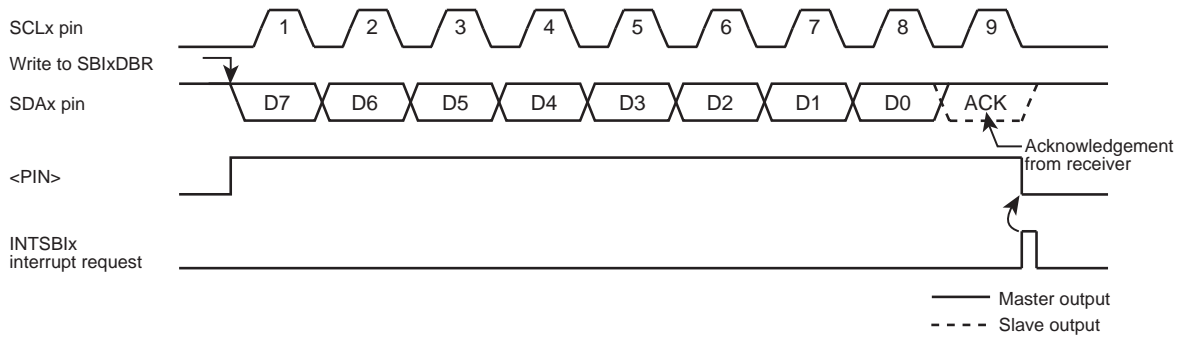 SCLx pin
1 2 3 4 5 6 7 8 9
Write to SBIxDBR
SDAx pin
D7 D6 D5 D4 D3 D2 D1 D0 ACK
Acknowledgement
from receiver
<PIN>
INTSBIx
interrupt request
Master output
Slave output